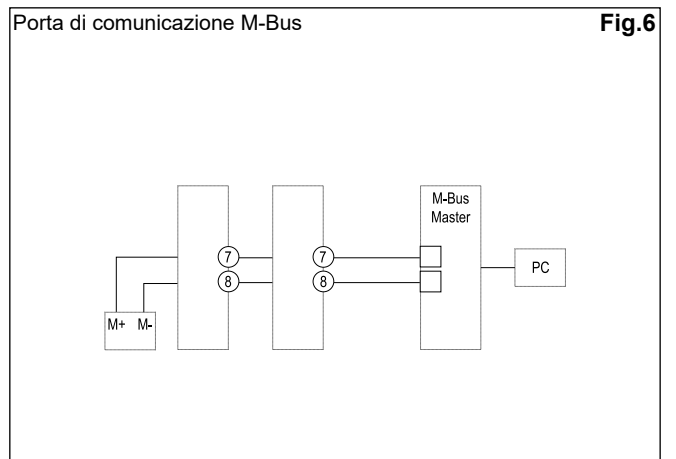 Porta di comunicazione M-Bus
Fig.6
M-Bus
Master
7
7
PC
8
8
M+ M-